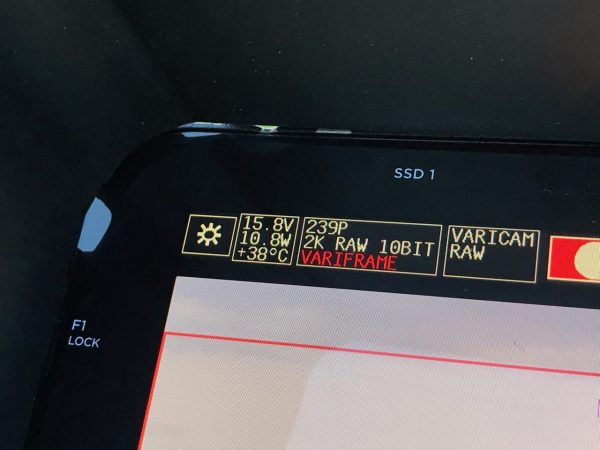 SSD 1
15.8V
10.8W
+38°C
239P
2K RAW 10BIT
VARIFRAME
VARICAM
RAW
F1
LOCK